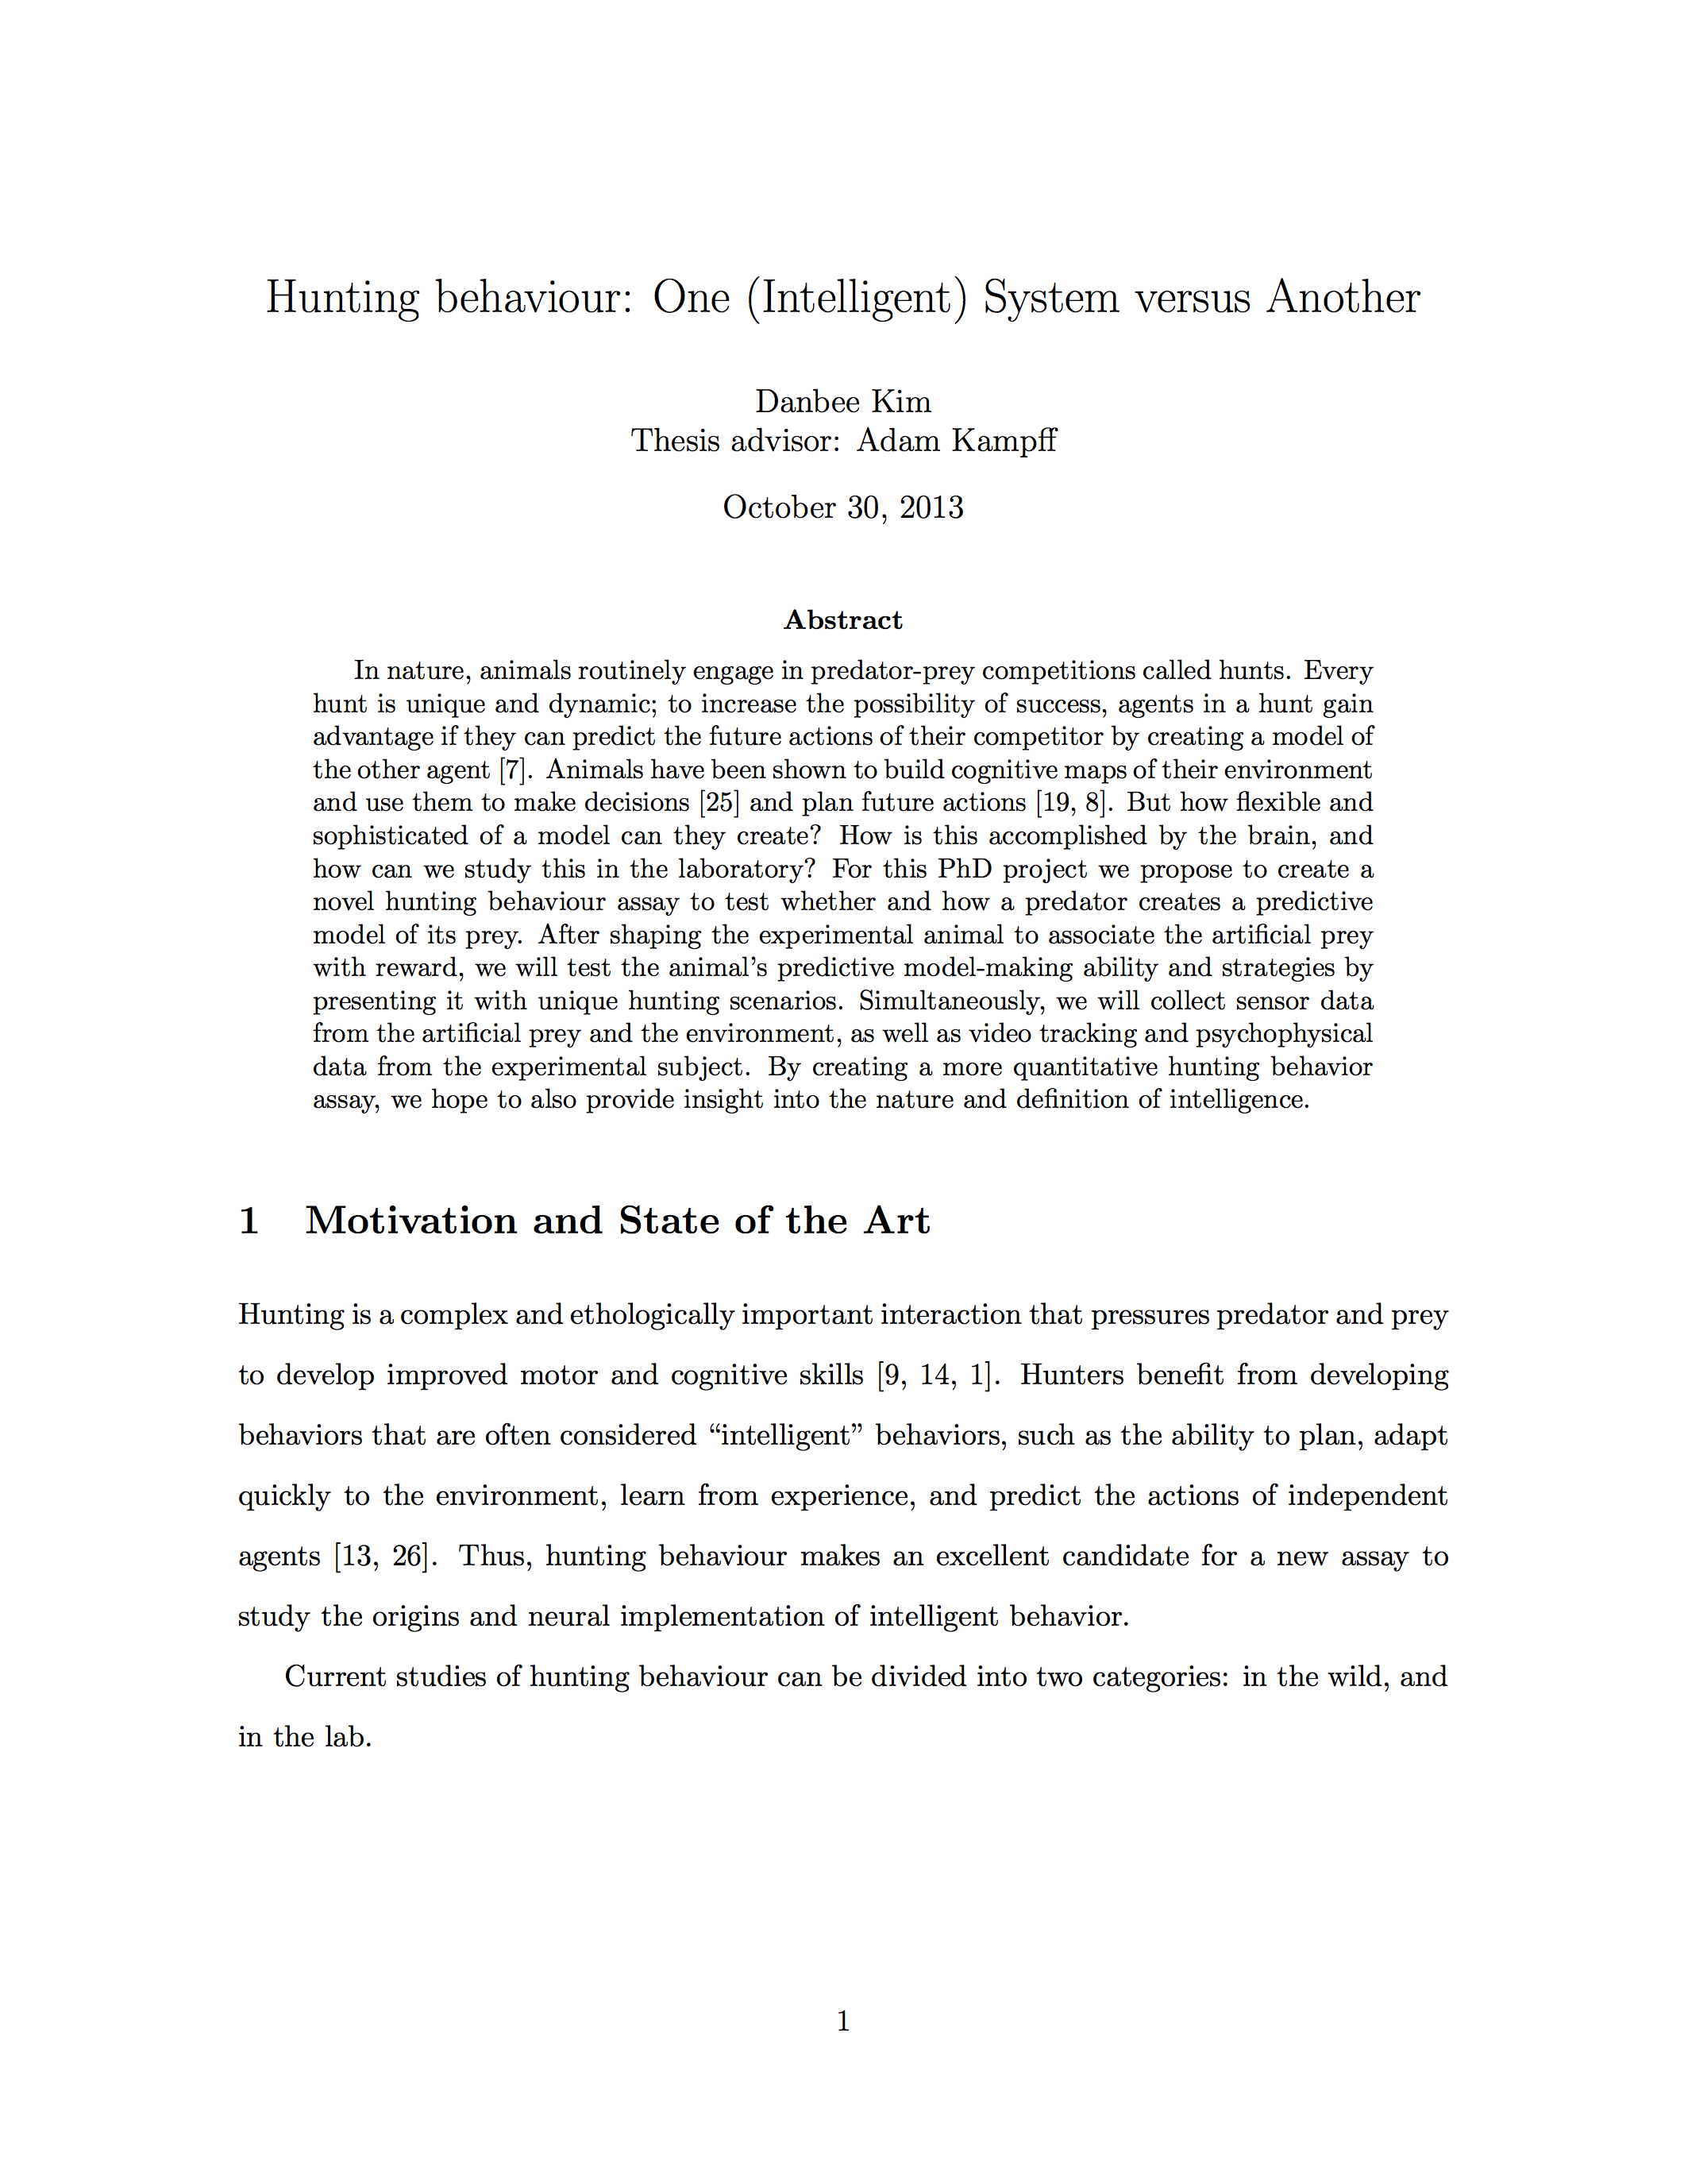 Hunting behaviour: One (Intelligent) System versus Another
Danbee Kim
Thesis advisor: Adam Kampff
October 30, 2013
Abstract
In nature, animals routinely engage in predator-prey competitions called hunts. Every
hunt is unique and dynamic; to increase the possibility of success, agents in a hunt gain
advantage if they can predict the future actions of their competitor by creating a model of
the other agent [7]. Animals have been shown to build cognitive maps of their environment
and use them to make decisions [25] and plan future actions [19, 8]. But how flexible and
sophisticated of a model can they create? How is this accomplished by the brain, and
how can we study this in the laboratory? For this PhD project we propose to create a
novel hunting behaviour assay to test whether and how a predator creates a predictive
model of its prey. After shaping the experimental animal to associate the artificial prey
with reward, we will test the animal's predictive model-making ability and strategies by
presenting it with unique hunting scenarios. Simultaneously, we will collect sensor data
from the artificial prey and the environment, as well as video tracking and psychophysical
data from the experimental subject. By creating a more quantitative hunting behavior
assay, we hope to also provide insight into the nature and definition of intelligence.
1 Motivation and State of the Art
Hunting is a complex and ethologically important interaction that pressures predator and prey
to develop improved motor and cognitive skills [9, 14, 1]. Hunters benefit from developing
behaviors that are often considered “intelligent” behaviors, such as the ability to plan, adapt
quickly to the environment, learn from experience, and predict the actions of independent
agents [13, 26]. Thus, hunting behaviour makes an excellent candidate for a new assay to
study the origins and neural implementation of intelligent behavior.
Current studies of hunting behaviour can be divided into two categories: in the wild, and
in the lab.
1